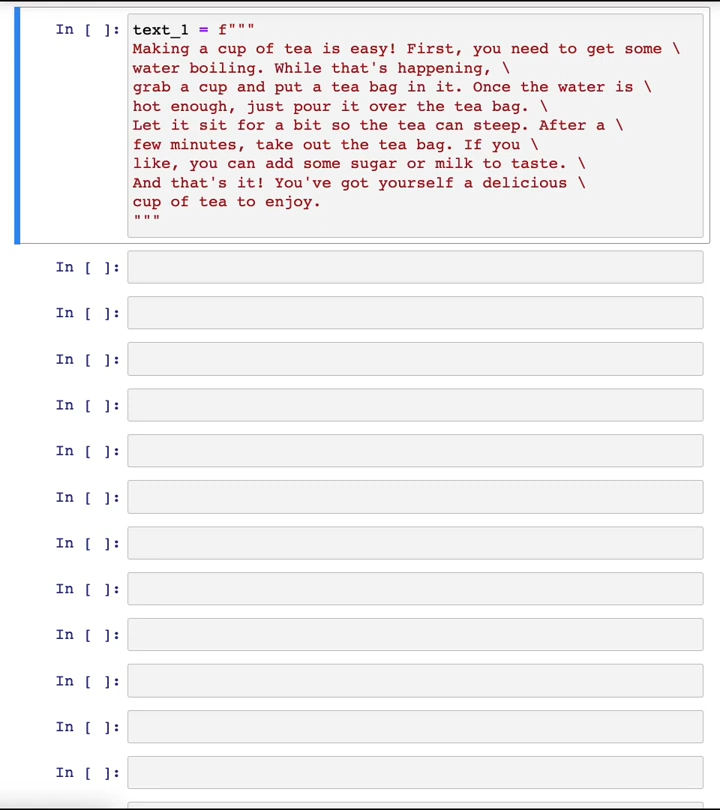 In [ ]: text_1 = f"""
Making a cup of tea is easy! First, you need to get some \
water boiling. While that's happening, \
grab a cup and put a tea bag in it. Once the water is \
hot enough, just pour it over the tea bag. \
Let it sit for a bit so the tea can steep. After a \
few minutes, take out the tea bag. If you \
like, you can add some sugar or milk to taste. \
And that's it! You've got yourself a delicious \
cup of tea to enjoy.
"""
In [ ]:
In [ ]:
In [ ]:
In [ ]:
In [ ]:
In [ ]:
In [ ]:
In [ ]:
In [ ]:
In [ ]:
In [ ]:
In [ ]: